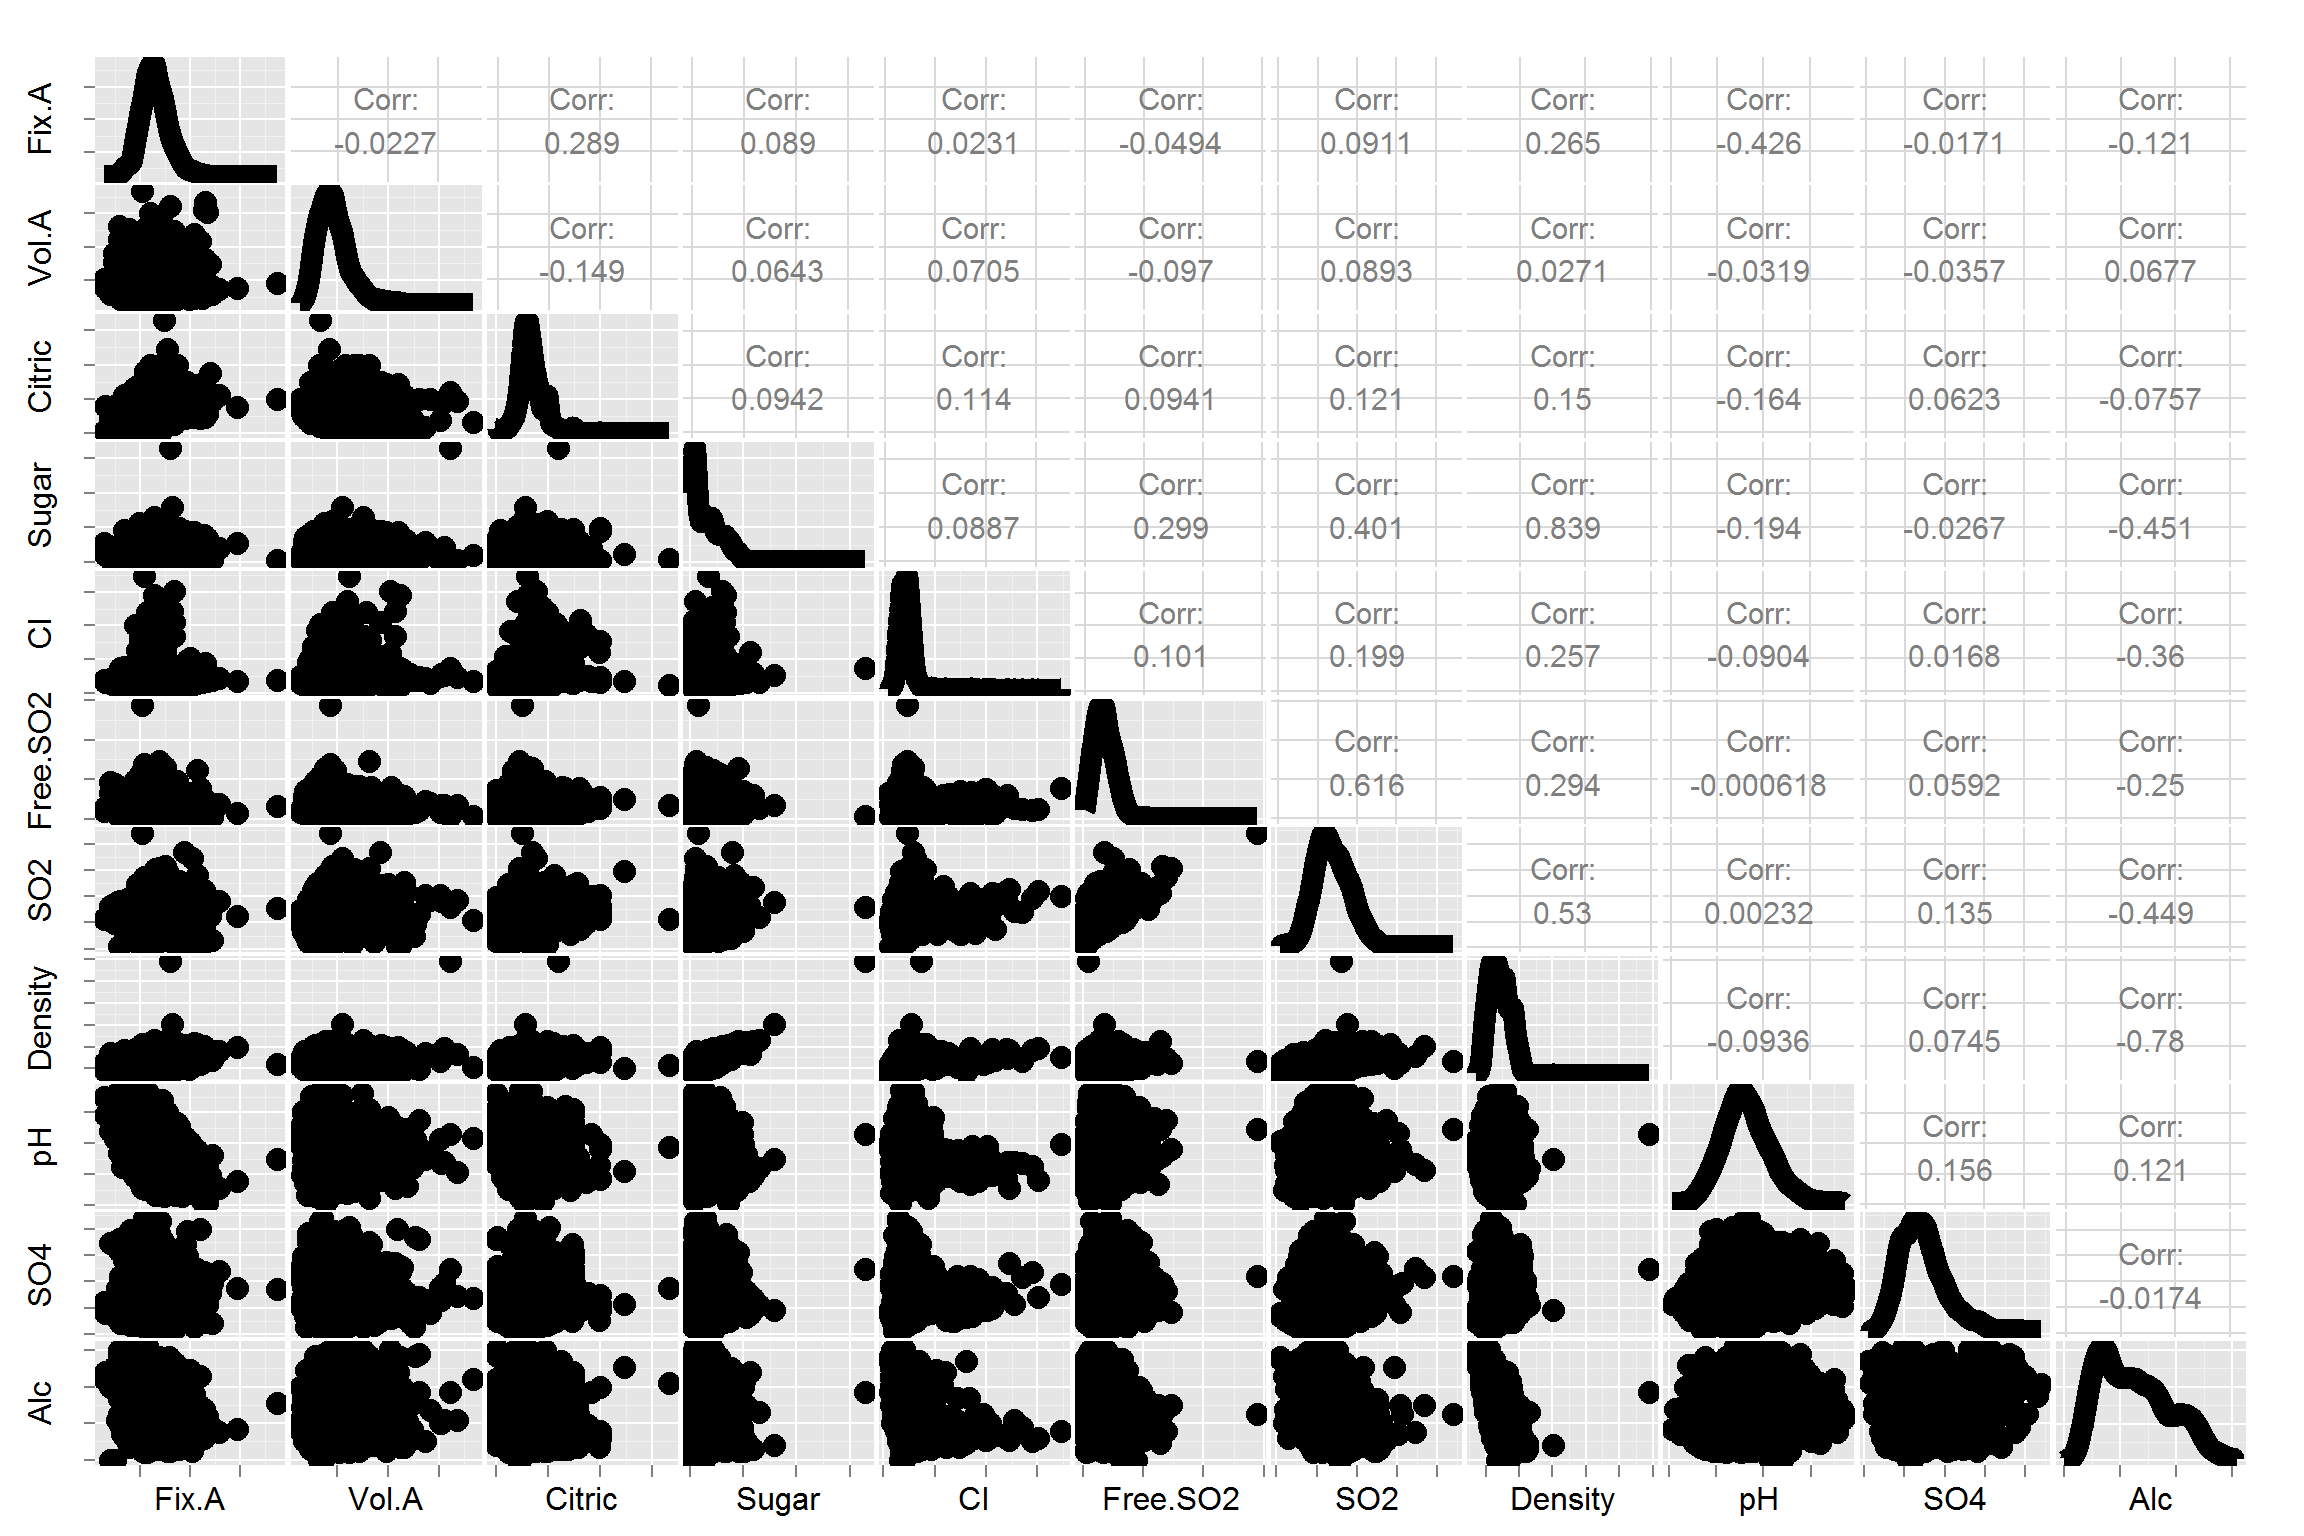 Fix.A
Corr: Corr: Corr: Corr: Corr: Corr: Corr: Corr: Corr: Corr:
-0.0227 0.289 0.089 0.0231 -0.0494 0.0911 0.265 -0.426 -0.0171 -0.121
Vol.A
Corr: Corr: Corr: Corr: Corr: Corr: Corr: Corr: Corr:
-0.149 0.0643 0.0705 -0.097 0.0893 0.0271 -0.0319 -0.0357 0.0677
Citric
Corr: Corr: Corr: Corr: Corr: Corr: Corr: Corr:
0.0942 0.114 0.0941 0.121 0.15 -0.164 0.0623 -0.0757
Sugar
Corr: Corr: Corr: Corr: Corr: Corr: Corr:
0.0887 0.299 0.401 0.839 -0.194 -0.0267 -0.451
Cl
Corr: Corr: Corr: Corr: Corr: Corr:
0.101 0.199 0.257 -0.0904 0.0168 -0.36
Free.SO2
Corr: Corr: Corr: Corr: Corr:
0.616 0.294 -0.000618 0.0592 -0.25
SO2
Corr: Corr: Corr: Corr:
0.53 0.00232 0.135 -0.449
Density
Corr: Corr: Corr:
-0.0936 0.0745 -0.78
pH
Corr: Corr:
0.156 0.121
SO4
Corr:
-0.0174
Alc
Fix.A Vol.A Citric Sugar Cl Free.SO2 SO2 Density pH SO4 Alc